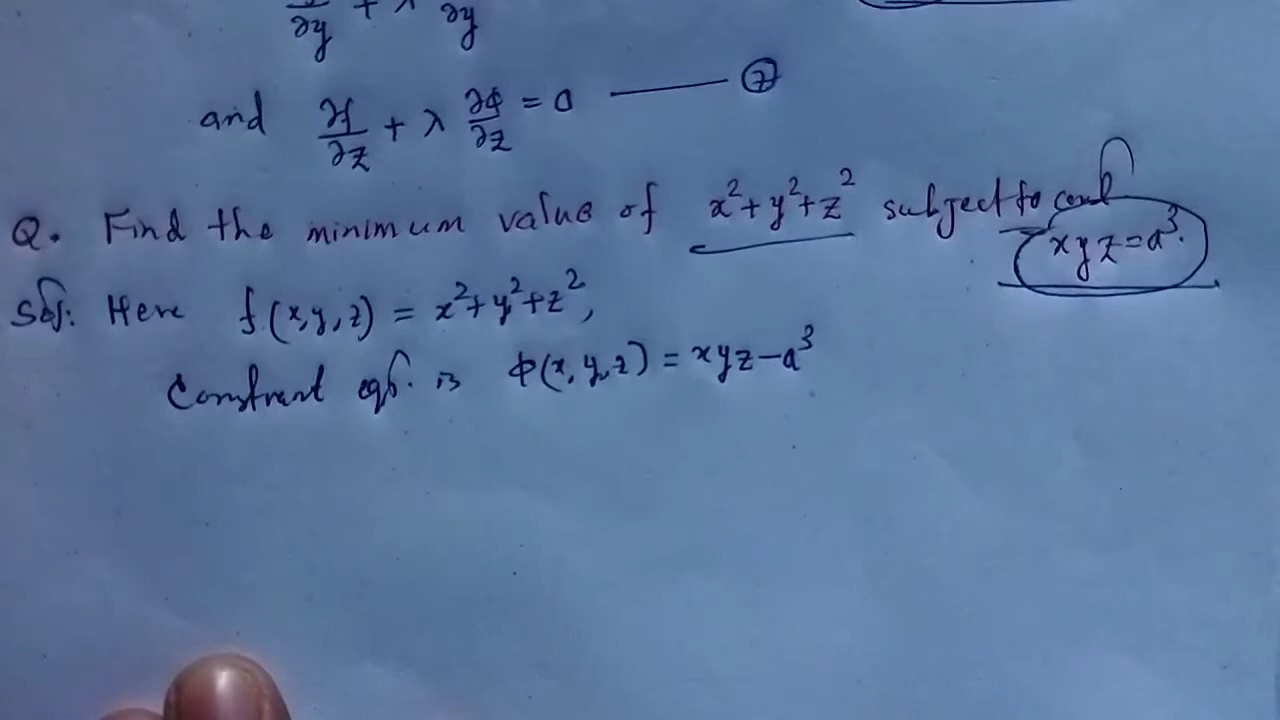 ∂y + λ ∂y
and ∂f/∂z + λ ∂φ/∂z = 0 —— ⑦
Q. Find the minimum value of x²+y²+z² subject to cond
xyz=a³.
Soln. Here f(x,y,z) = x²+y²+z²,
Constraint eqn. is φ(x,y,z) = xyz-a³